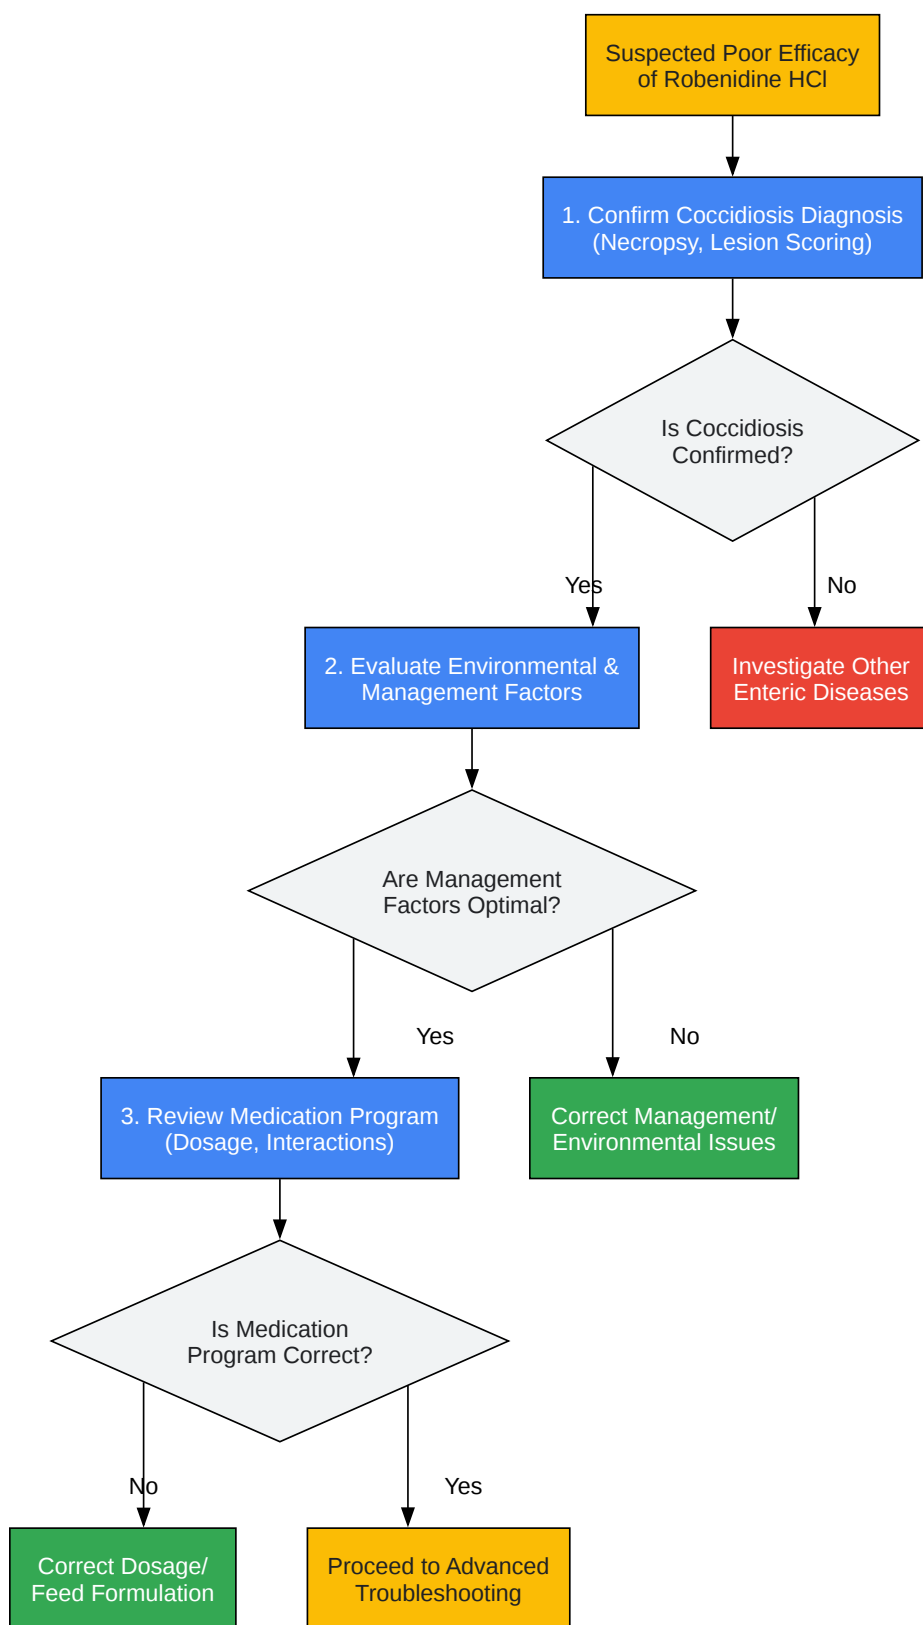 Suspected Poor Efficacy
of Robenidine HCl
1. Confirm Coccidiosis Diagnosis
(Necropsy, Lesion Scoring)
Is Coccidiosis
Confirmed?
Yes
No
2. Evaluate Environmental &
Management Factors
Investigate Other
Enteric Diseases
Are Management
Factors Optimal?
Yes
No
3. Review Medication Program
(Dosage, Interactions)
Correct Management/
Environmental Issues
Is Medication
Program Correct?
No
Yes
Correct Dosage/
Feed Formulation
Proceed to Advanced
Troubleshooting